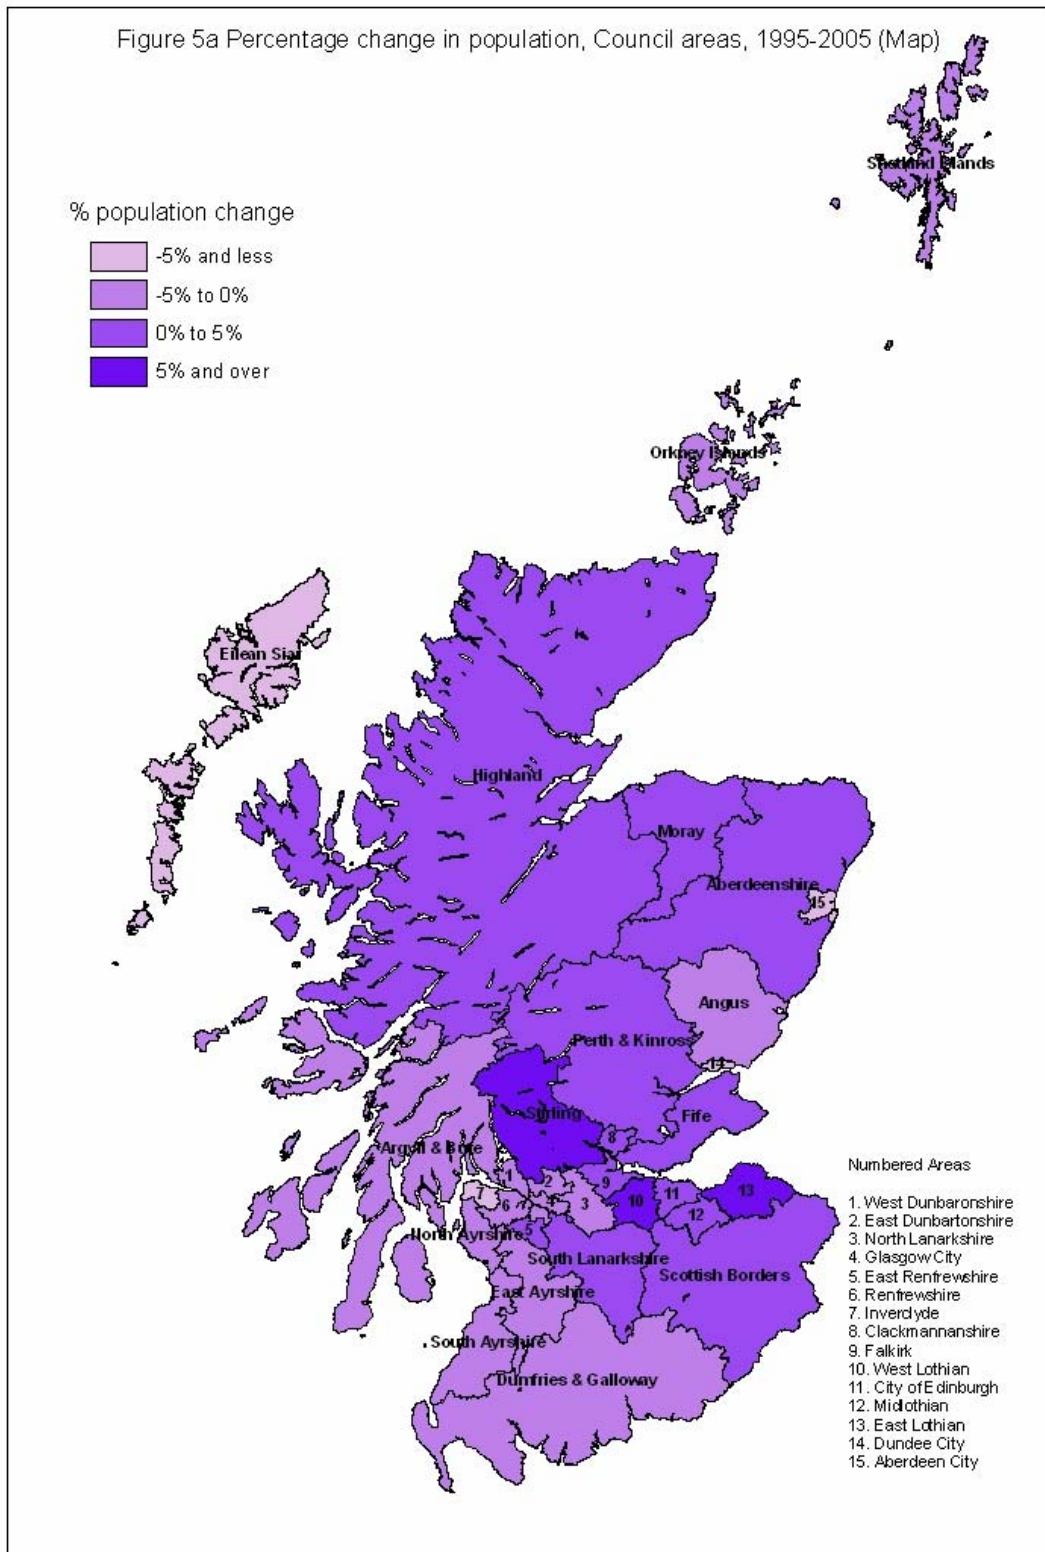 Figure 5a Percentage change in population, Council areas, 1995-2005 (Map)
Shetland Islands
% population change
-5% and less
-5% to 0%
0% to 5%
5% and over
Orkney Islands
Eilean Siar
Highland
Moray
Aberdeenshire
15
Angus
Perth & Kinross
14
Stirling
Fife
8
Argyll & Bute
1
2
9
10
11
13
7
6
4
3
12
5
North Ayrshire
South Lanarkshire
Scottish Borders
East Ayrshire
South Ayrshire
Dumfries & Galloway
Numbered Areas
1. West Dunbaronshire
2. East Dunbartonshire
3. North Lanarkshire
4. Glasgow City
5. East Renfrewshire
6. Renfrewshire
7. Inverclyde
8. Clackmannanshire
9. Falkirk
10. West Lothian
11. City of Edinburgh
12. Midlothian
13. East Lothian
14. Dundee City
15. Aberdeen City